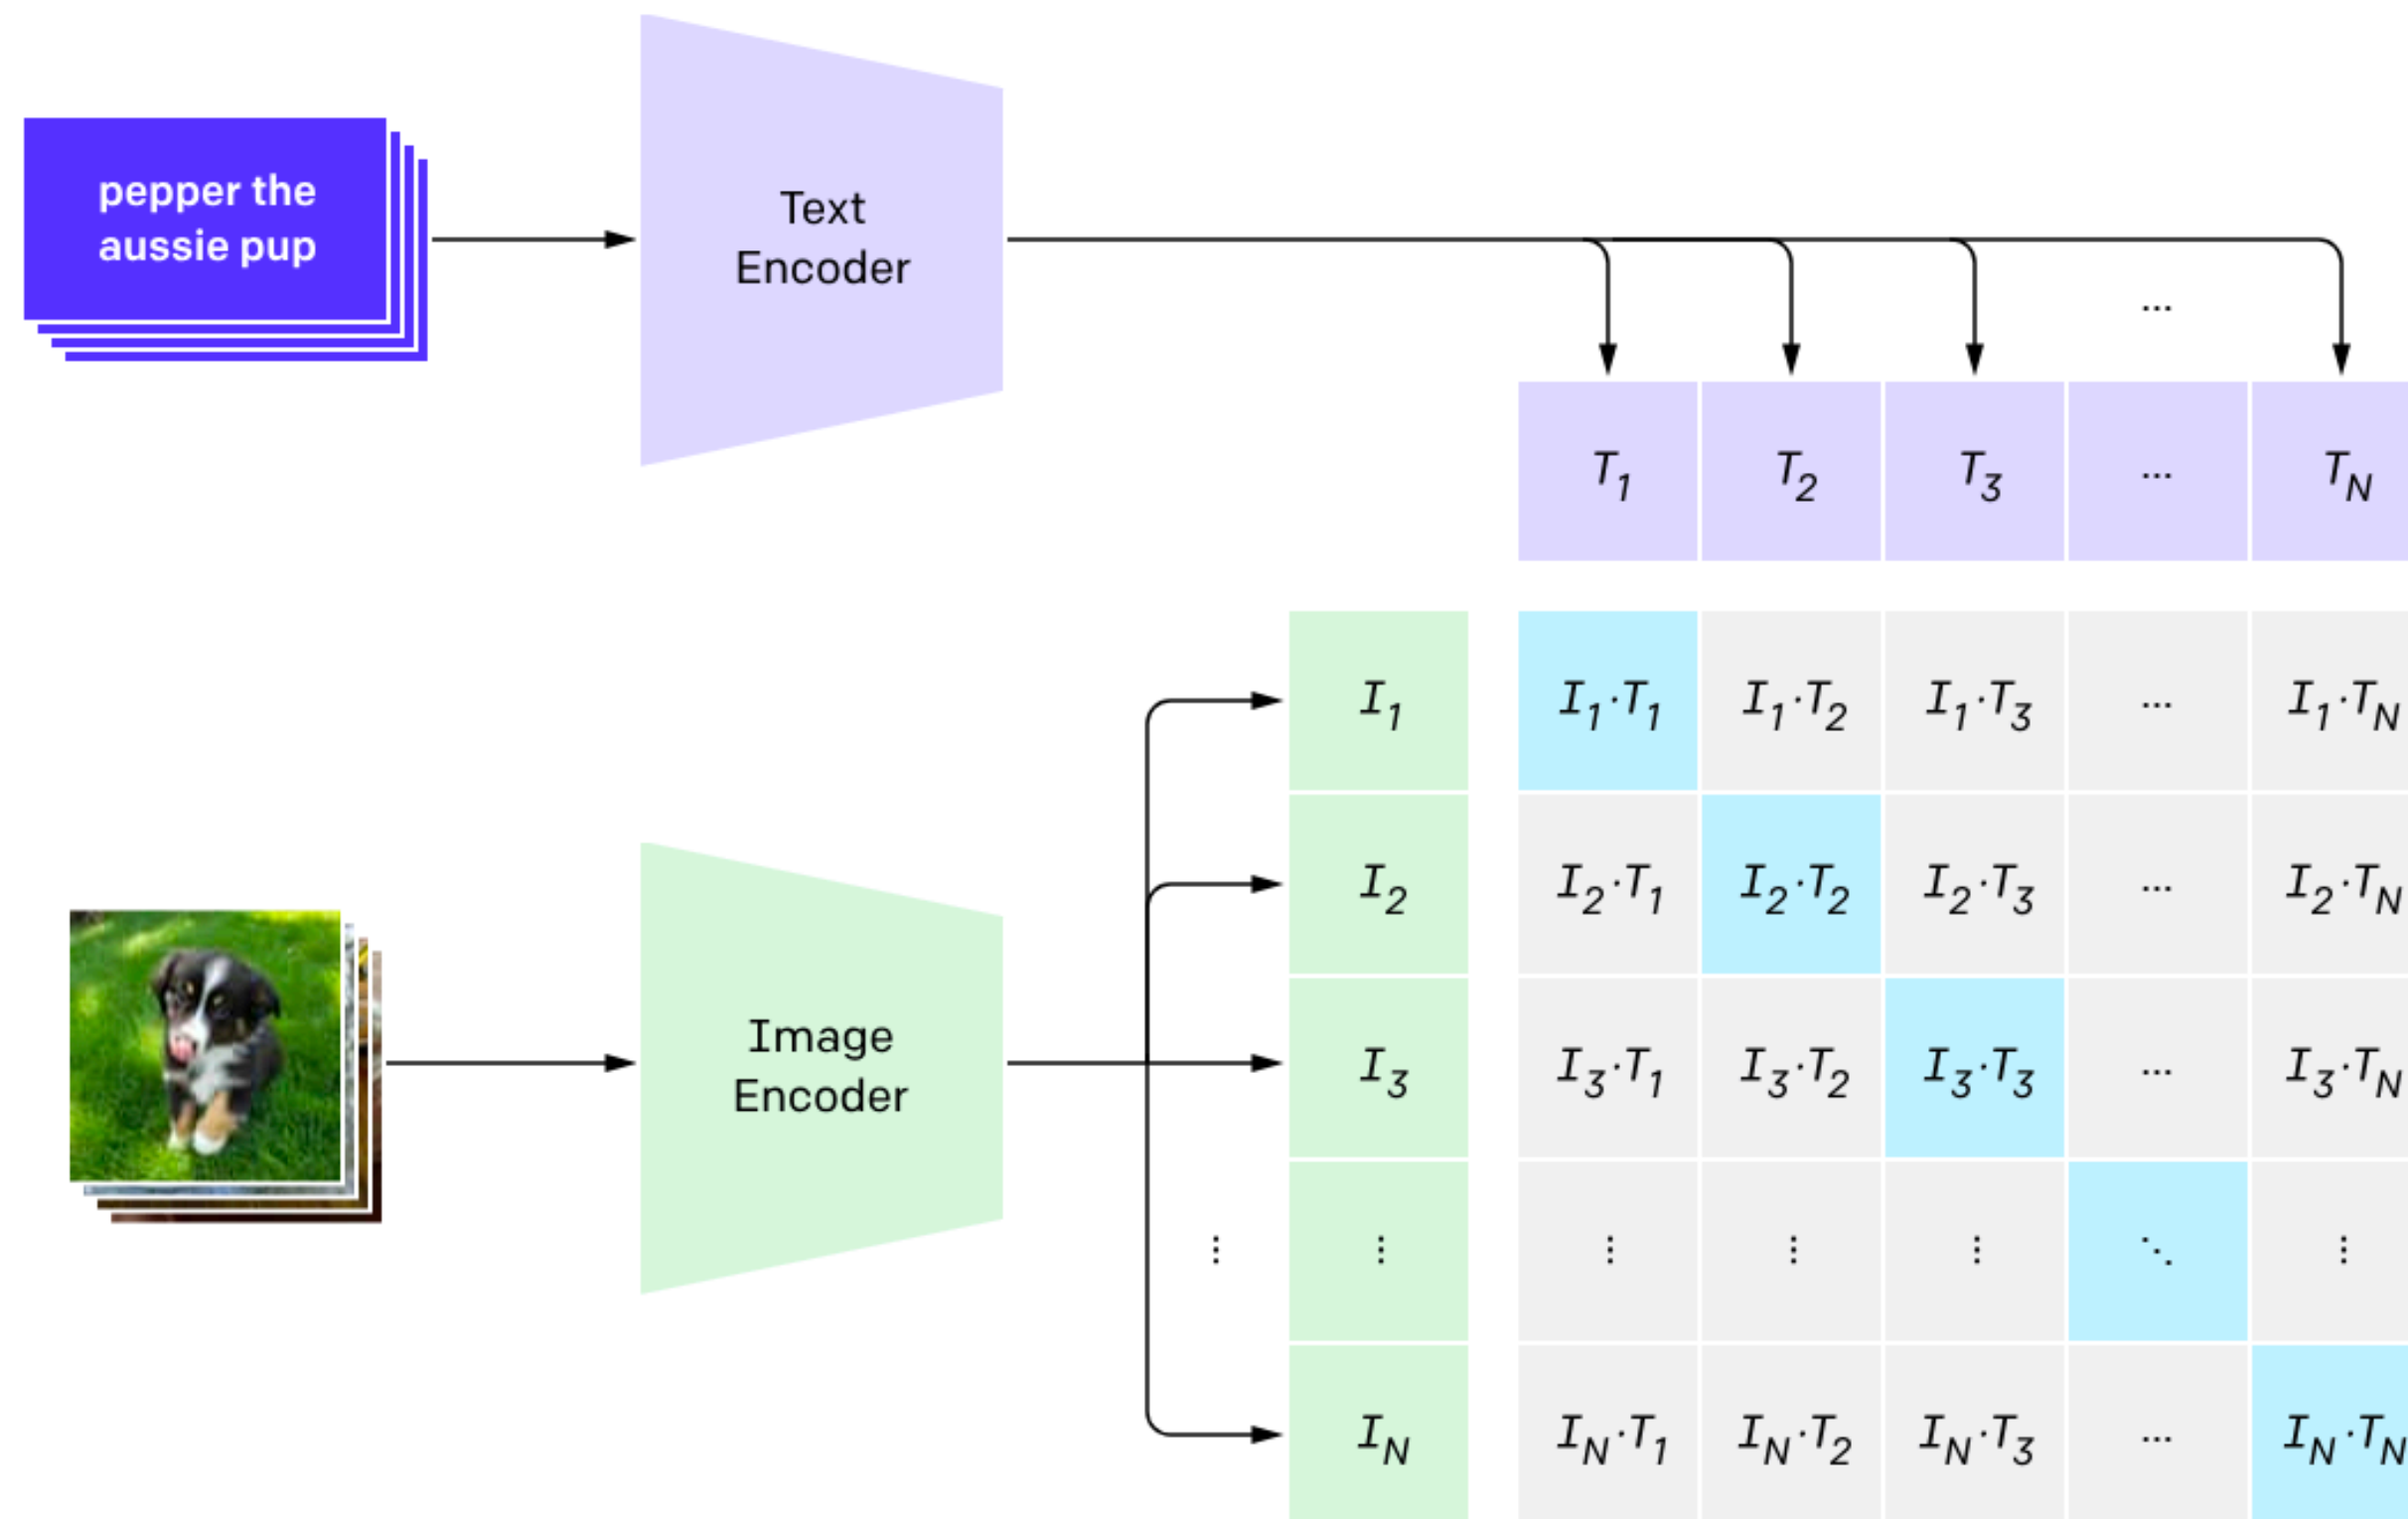 pepper the
aussie pup
Text
Encoder
...
T1 T2 T3 ... TN
I1 I1·T1 I1·T2 I1·T3 ... I1·TN
I2 I2·T1 I2·T2 I2·T3 ... I2·TN
Image
Encoder
I3 I3·T1 I3·T2 I3·T3 ... I3·TN
⋮ ⋮ ⋮ ⋮ ⋮ ⋱ ⋮
IN IN·T1 IN·T2 IN·T3 ... IN·TN